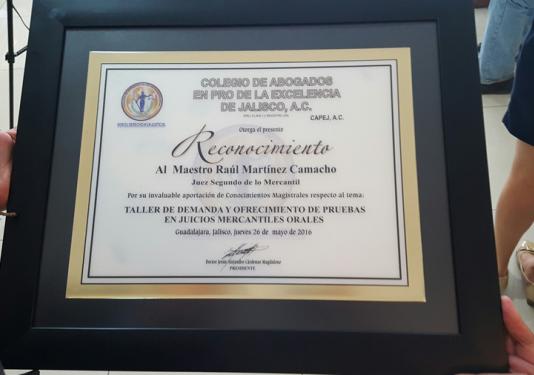 COLEGIO DE ABOGADOS
EN PRO DE LA EXCELENCIA
DE JALISCO, A.C.
CAPEJ, A.C.
Otorga el presente
Reconocimiento
Al Maestro Raúl Martínez Camacho
Juez Segundo de lo Mercantil
Por su invaluable aportación de Conocimientos Magistrales respecto al tema:
TALLER DE DEMANDA Y OFRECIMIENTO DE PRUEBAS
EN JUICIOS MERCANTILES ORALES
Guadalajara, Jalisco, jueves 26 de mayo de 2016
PRESIDENTE